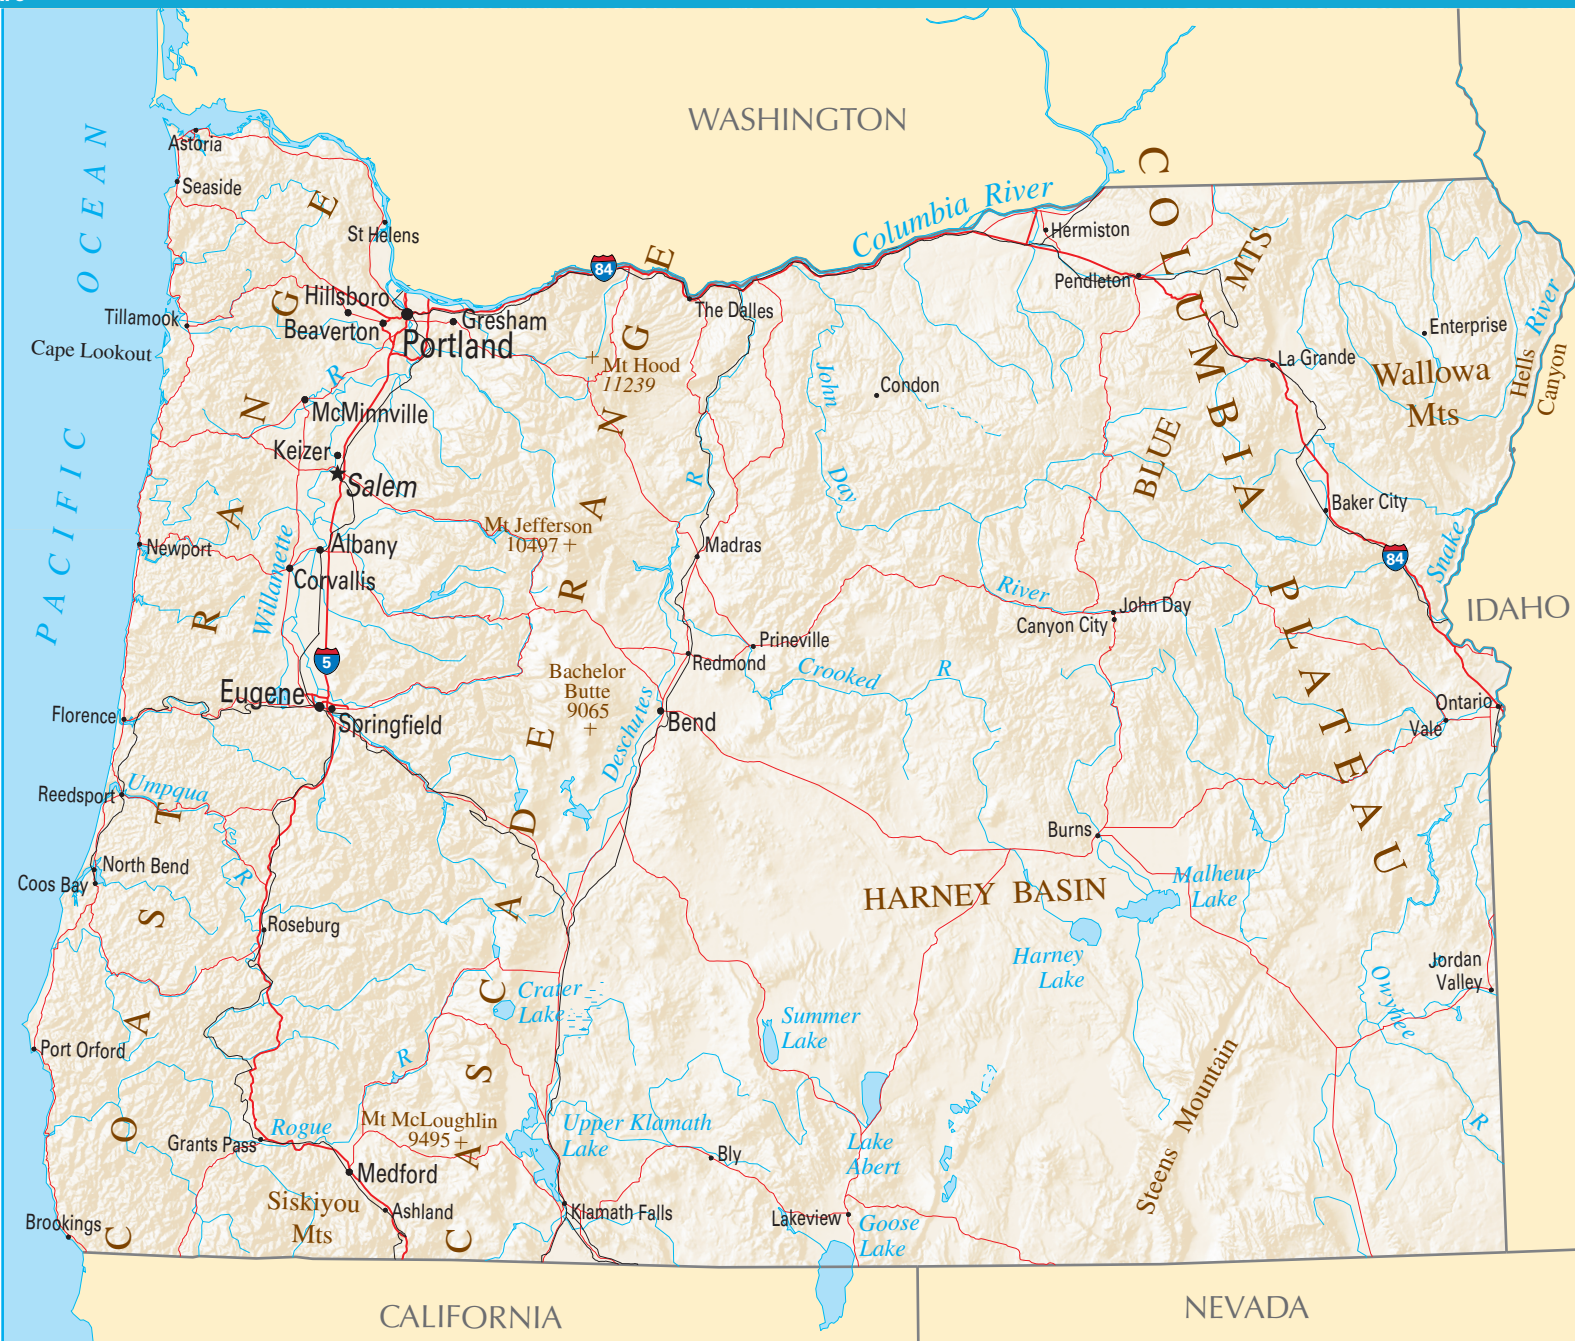 WASHINGTON
PACIFIC OCEAN
Astoria
Seaside
St Helens
Columbia River
Hermiston
Pendleton
84
COLUMBIA PLATEAU
BLUE MTS
Hillsboro
Beaverton
Portland
Gresham
The Dalles
Tillamook
Cape Lookout
Mt Hood
11239
John
Day
River
Condon
La Grande
Enterprise
Wallowa
Mts
Hells
Canyon
River
R
McMinnville
Keizer
Salem
COAST RANGE
CASCADE RANGE
R
Baker City
Mt Jefferson
10497
Newport
Albany
Corvallis
Willamette
Madras
84
Snake
IDAHO
John Day
Canyon City
5
Prineville
Redmond
Crooked
R
Bachelor
Butte
9065
Deschutes
Bend
Eugene
Springfield
Florence
Ontario
Vale
Reedsport
Umpqua
R
Burns
North Bend
Coos Bay
Roseburg
HARNEY BASIN
Malheur
Lake
Harney
Lake
Jordan
Valley
Owyhee
R
Crater
Lake
Summer
Lake
Port Orford
R
Steens Mountain
Rogue
Grants Pass
Mt McLoughlin
9495
Upper Klamath
Lake
Lake
Abert
Bly
Medford
Siskiyou
Mts
Ashland
Klamath Falls
Lakeview
Goose
Lake
Brookings
CALIFORNIA
NEVADA